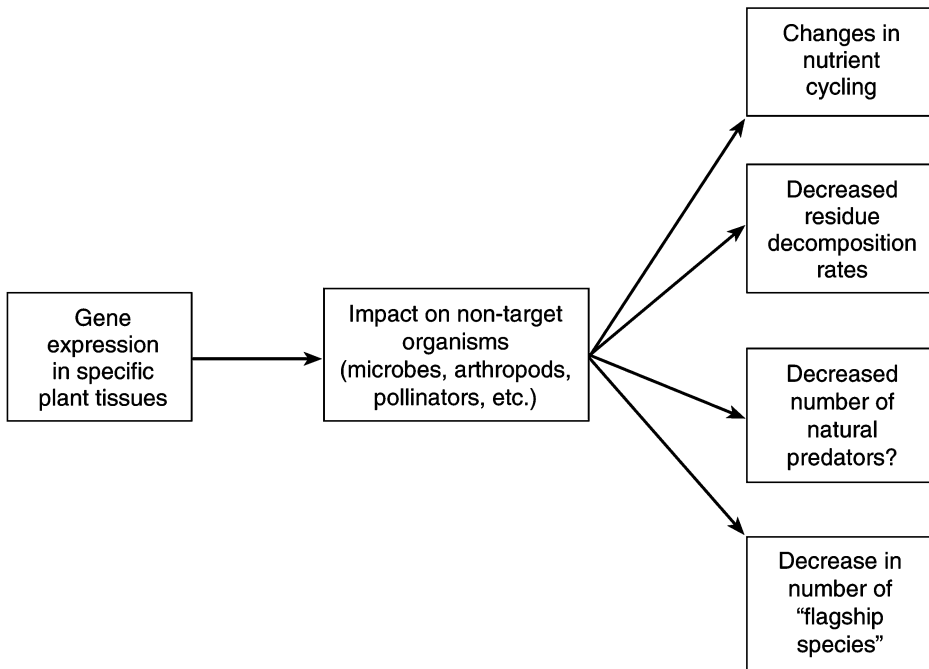 Gene
expression
in specific
plant tissues
Impact on non-target
organisms
(microbes, arthropods,
pollinators, etc.)
Changes in
nutrient
cycling
Decreased
residue
decomposition
rates
Decreased
number of
natural
predators?
Decrease in
number of
“flagship
species”